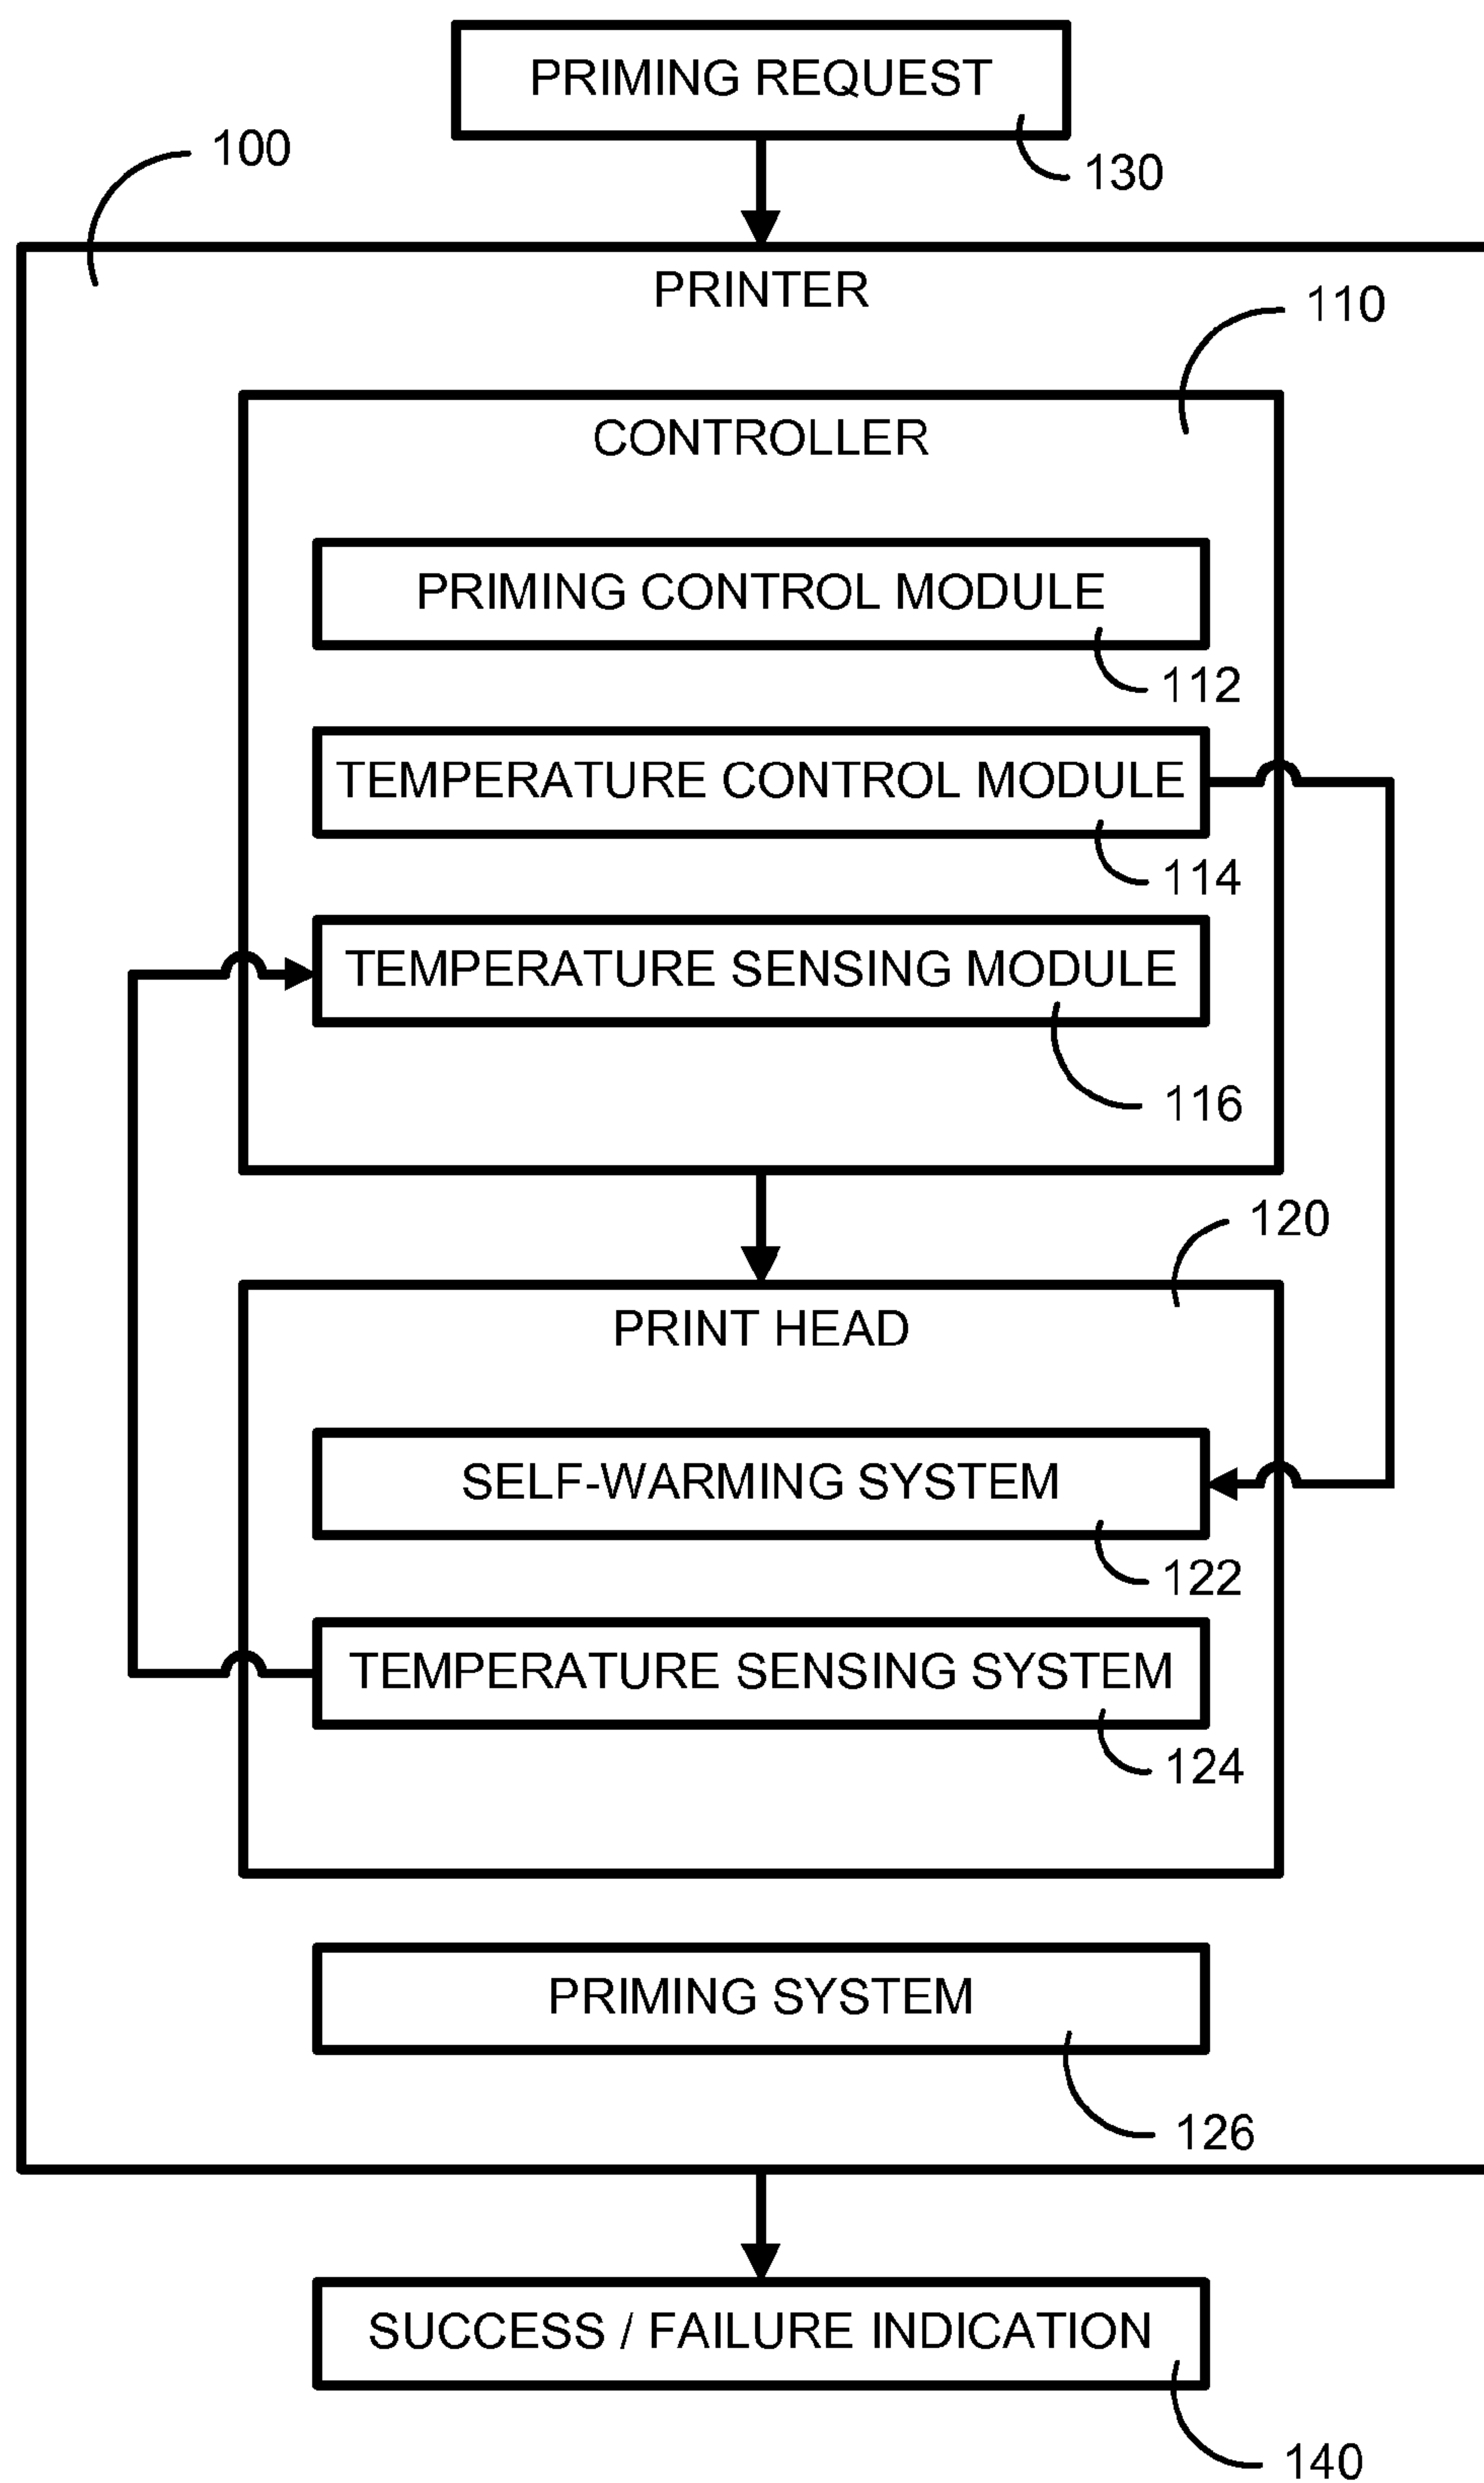 PRIMING REQUEST
130
100
PRINTER
110
CONTROLLER
PRIMING CONTROL MODULE
112
TEMPERATURE CONTROL MODULE
114
TEMPERATURE SENSING MODULE
116
120
PRINT HEAD
SELF-WARMING SYSTEM
122
TEMPERATURE SENSING SYSTEM
124
PRIMING SYSTEM
126
SUCCESS / FAILURE INDICATION
140